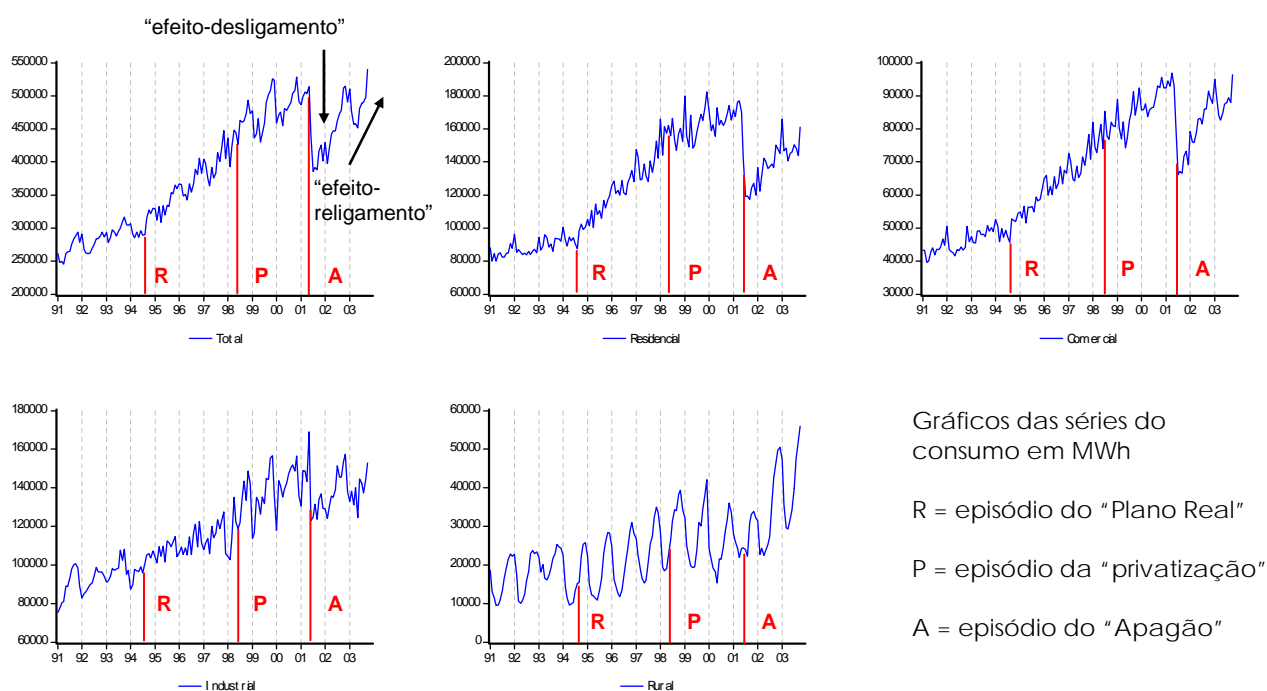 “efeito-desligamento”
550000
500000
450000
400000
350000
300000
250000
200000
“efeito-
religamento”
R P A
91 92 93 94 95 96 97 98 99 00 01 02 03
Total
200000
180000
160000
140000
120000
100000
80000
60000
R P A
91 92 93 94 95 96 97 98 99 00 01 02 03
Residencial
100000
90000
80000
70000
60000
50000
40000
30000
R P A
91 92 93 94 95 96 97 98 99 00 01 02 03
Comercial
180000
160000
140000
120000
100000
80000
60000
R P A
91 92 93 94 95 96 97 98 99 00 01 02 03
Industrial
60000
50000
40000
30000
20000
10000
0
R P A
91 92 93 94 95 96 97 98 99 00 01 02 03
Rural
Gráficos das séries do
consumo em MWh
R = episódio do “Plano Real”
P = episódio da “privatização”
A = episódio do “Apagão”